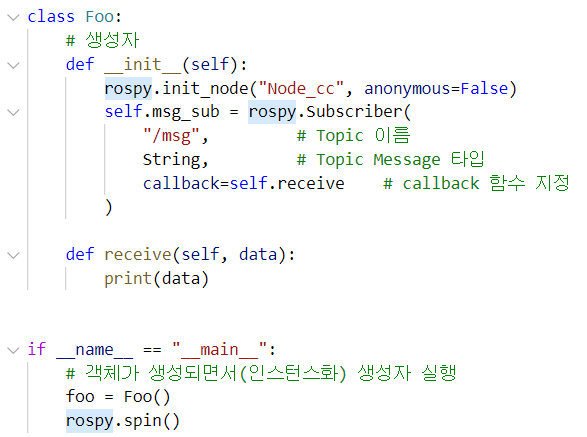 class Foo:
    # 생성자
    def __init__(self):
        rospy.init_node("Node_cc", anonymous=False)
        self.msg_sub = rospy.Subscriber(
            "/msg",         # Topic 이름
            String,         # Topic Message 타입
            callback=self.receive    # callback 함수 지정
        )

    def receive(self, data):
        print(data)


if __name__ == "__main__":
    # 객체가 생성되면서(인스턴스화) 생성자 실행
    foo = Foo()
    rospy.spin()